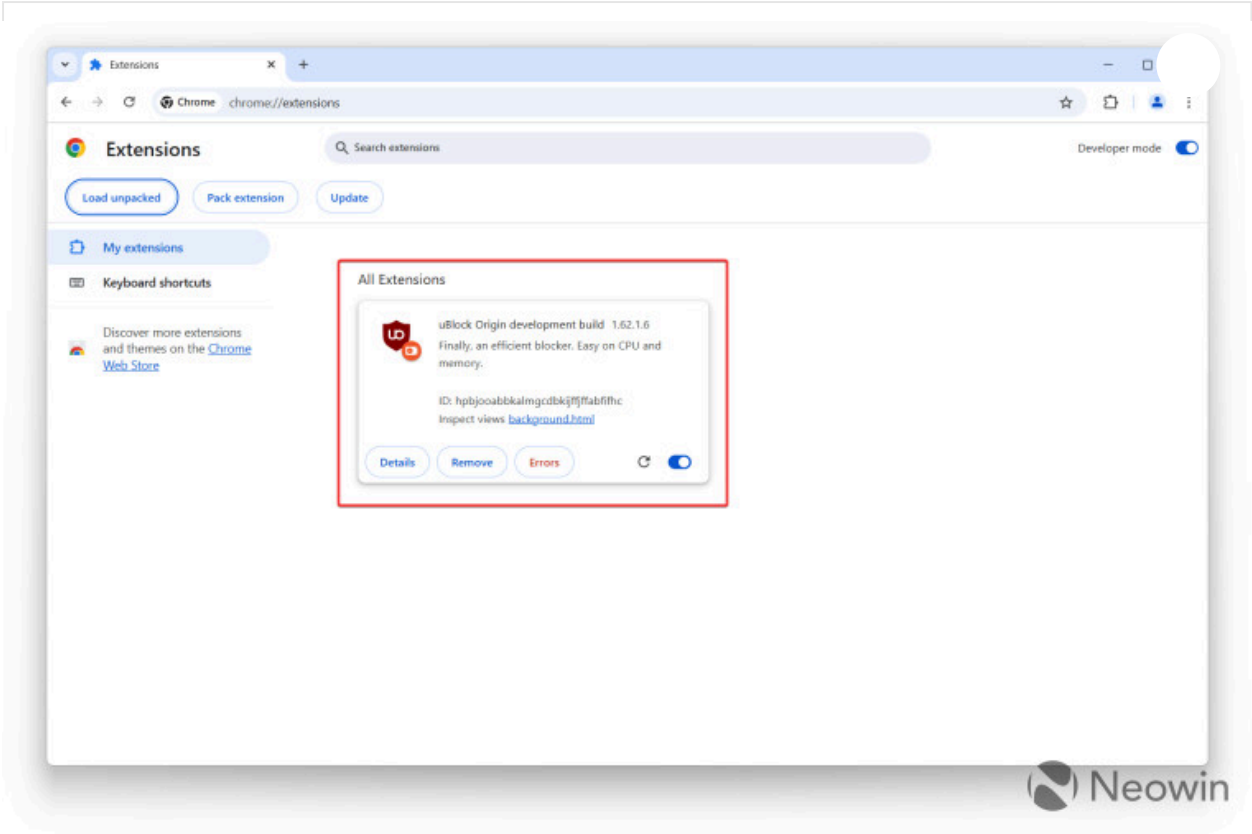 Extensions
Chrome chrome://extensions
Extensions
Search extensions
Developer mode
Load unpacked
Pack extension
Update
My extensions
Keyboard shortcuts
Discover more extensions
and themes on the Chrome
Web Store
All Extensions
uBlock Origin development build 1.62.1.6
Finally, an efficient blocker. Easy on CPU and
memory.
ID:
Inspect views background.html
Details
Remove
Errors
Neowin